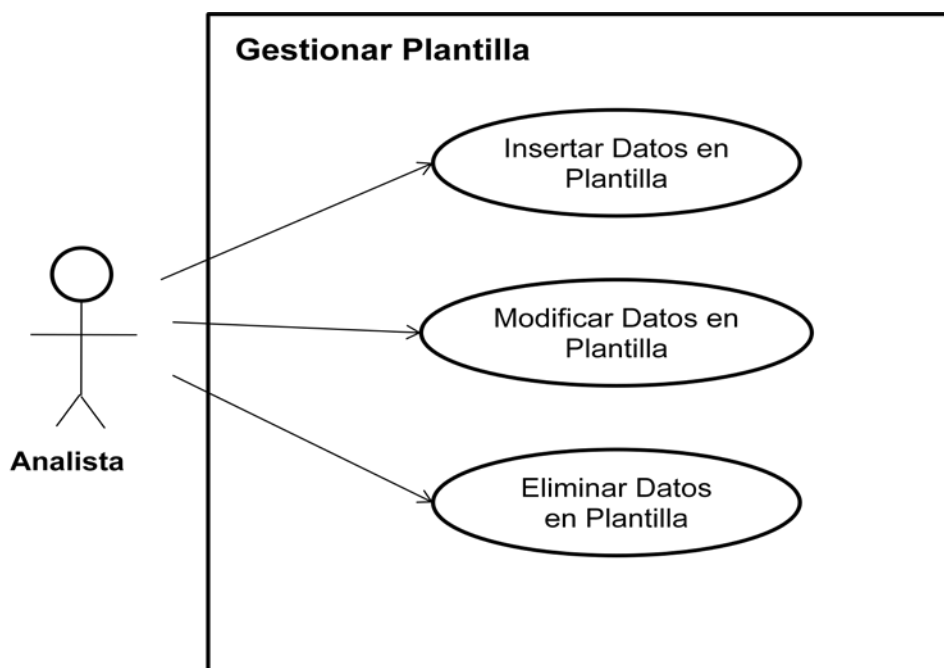 Gestionar Plantilla
Insertar Datos en
Plantilla
Modificar Datos en
Plantilla
Analista
Eliminar Datos
en Plantilla